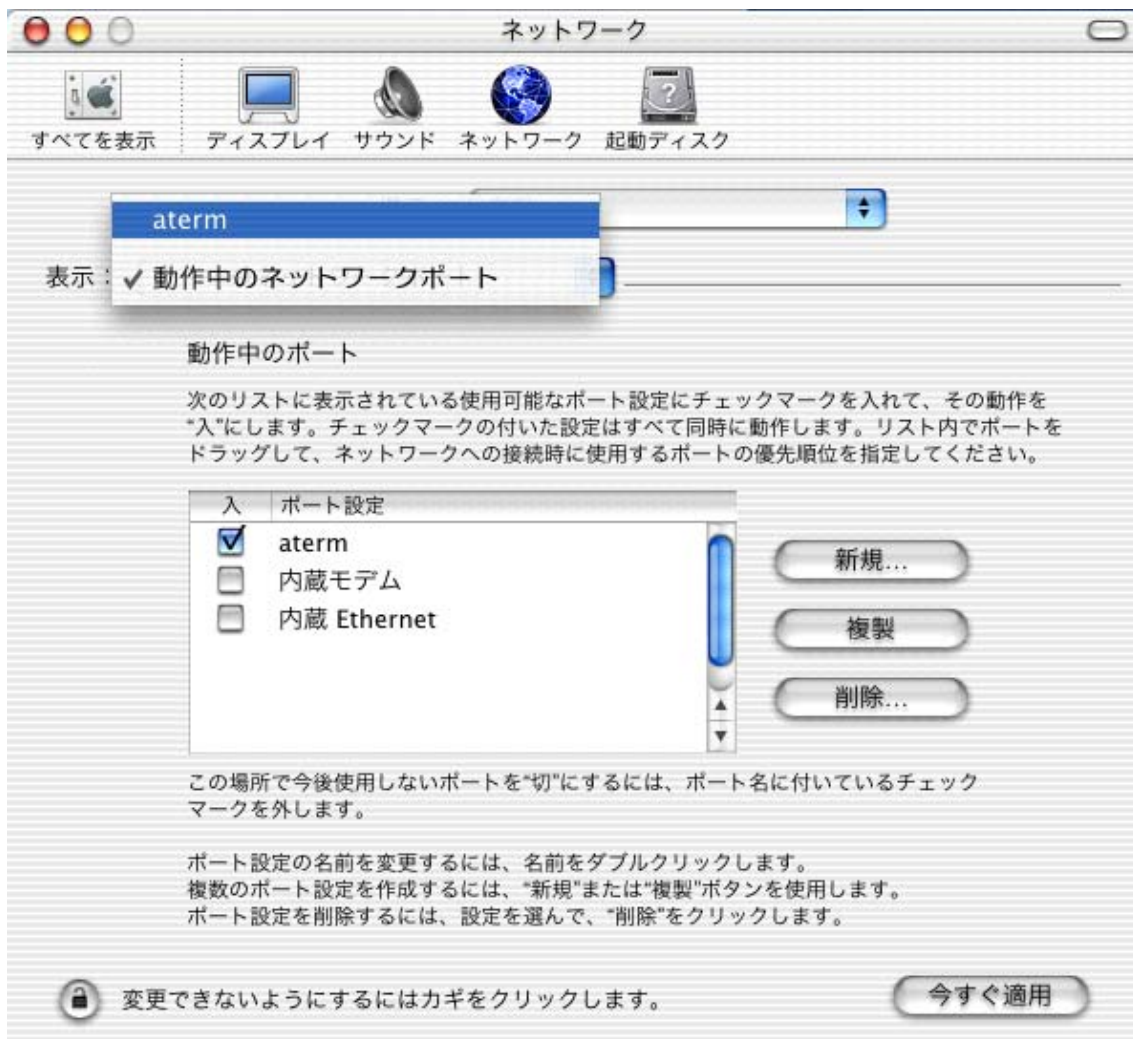 ネットワーク
すべてを表示
ディスプレイ
サウンド
ネットワーク
起動ディスク
aterm
表示：
✓ 動作中のネットワークポート
動作中のポート
次のリストに表示されている使用可能なポート設定にチェックマークを入れて、その動作を
“入”にします。チェックマークの付いた設定はすべて同時に動作します。リスト内でポートを
ドラッグして、ネットワークへの接続時に使用するポートの優先順位を指定してください。
入 ポート設定
aterm
内蔵モデム
内蔵 Ethernet
新規...
複製
削除...
この場所で今後使用しないポートを“切”にするには、ポート名に付いているチェック
マークを外します。
ポート設定の名前を変更するには、名前をダブルクリックします。
複数のポート設定を作成するには、“新規”または“複製”ボタンを使用します。
ポート設定を削除するには、設定を選んで、“削除”をクリックします。
変更できないようにするにはカギをクリックします。
今すぐ適用